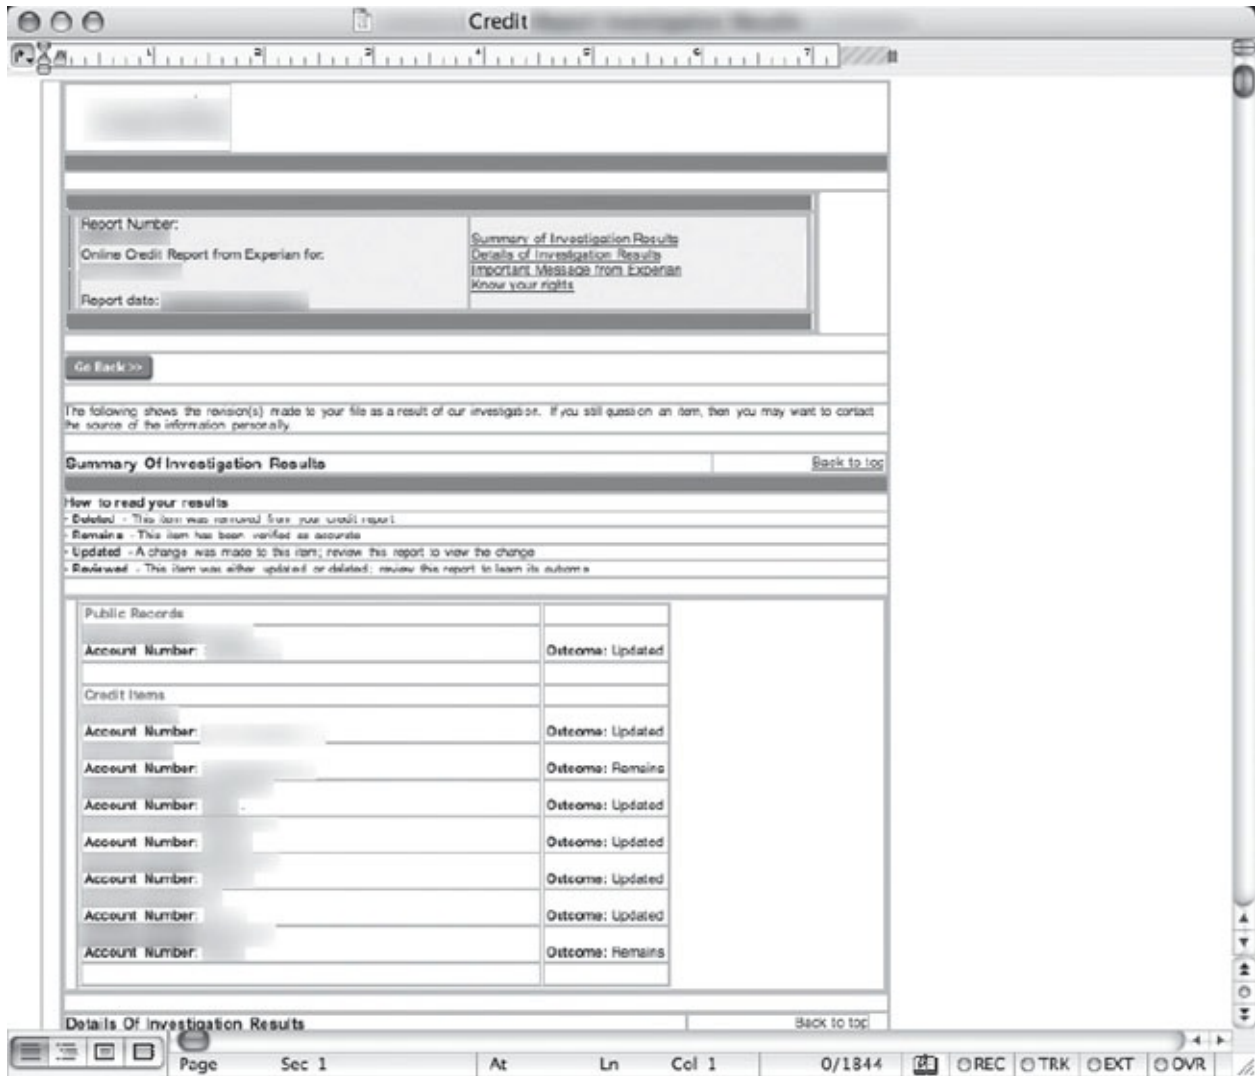 Credit
1 2 3 4 5 6 7
Report Number:
Online Credit Report from Experian for:
Report date:
Summary of Investigation Results
Details of Investigation Results
Important Message from Experian
Know your rights
Go Back >>
The following shows the revision(s) made to your file as a result of our investigation. If you still question an item, then you may want to contact
the source of the information personally.
Summary Of Investigation Results Back to top
How to read your results
- Deleted - This item was removed from your credit report
- Remains - This item has been verified as accurate
- Updated - A change was made to this item; review this report to view the change
- Reviewed - This item was either updated or deleted; review this report to learn its outcome
Public Records
Account Number: Outcome: Updated
Credit Items
Account Number: Outcome: Updated
Account Number: Outcome: Remains
Account Number: Outcome: Updated
Account Number: Outcome: Updated
Account Number: Outcome: Updated
Account Number: Outcome: Updated
Account Number: Outcome: Remains
Details Of Investigation Results Back to top
Page Sec 1 At Ln Col 1 0/1844 REC TRK EXT OVR